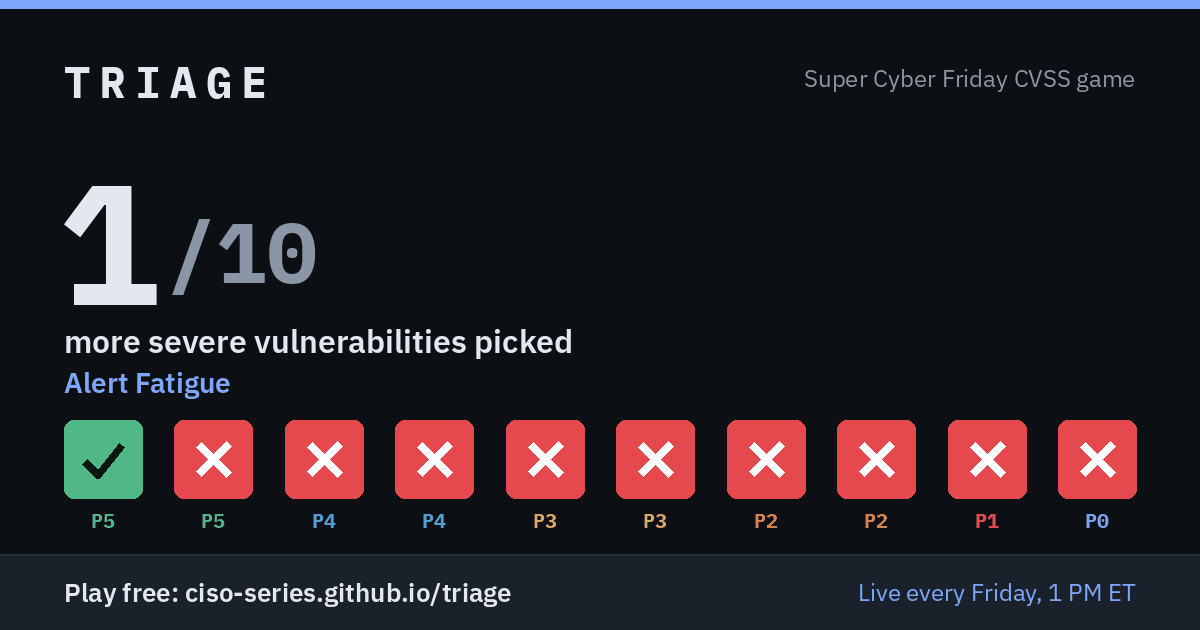 TRIAGE
Super Cyber Friday CVSS game
1/10
more severe vulnerabilities picked
Alert Fatigue
P5 P5 P4 P4 P3 P3 P2 P2 P1 P0
Play free: ciso-series.github.io/triage
Live every Friday, 1 PM ET